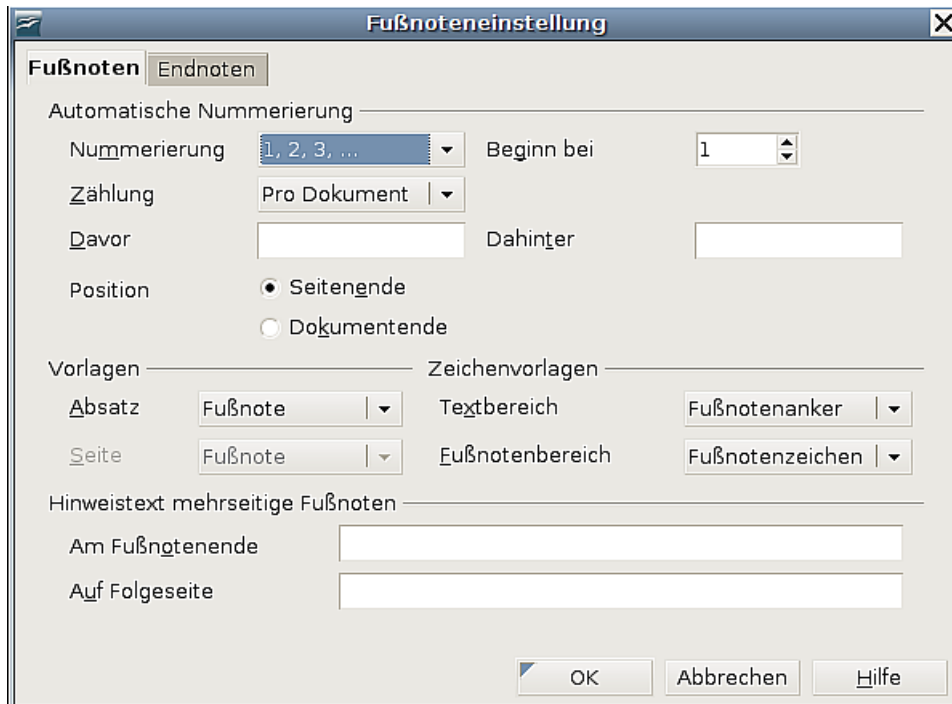 Fußnoteneinstellung
Fußnoten Endnoten
Automatische Nummerierung
Nummerierung 1, 2, 3, ... Beginn bei 1
Zählung Pro Dokument
Davor Dahinter
Position Seitenende
Dokumentende
Vorlagen Zeichenvorlagen
Absatz Fußnote Textbereich Fußnotenanker
Seite Fußnote Fußnotenbereich Fußnotenzeichen
Hinweistext mehrseitige Fußnoten
Am Fußnotenende
Auf Folgeseite
OK Abbrechen Hilfe